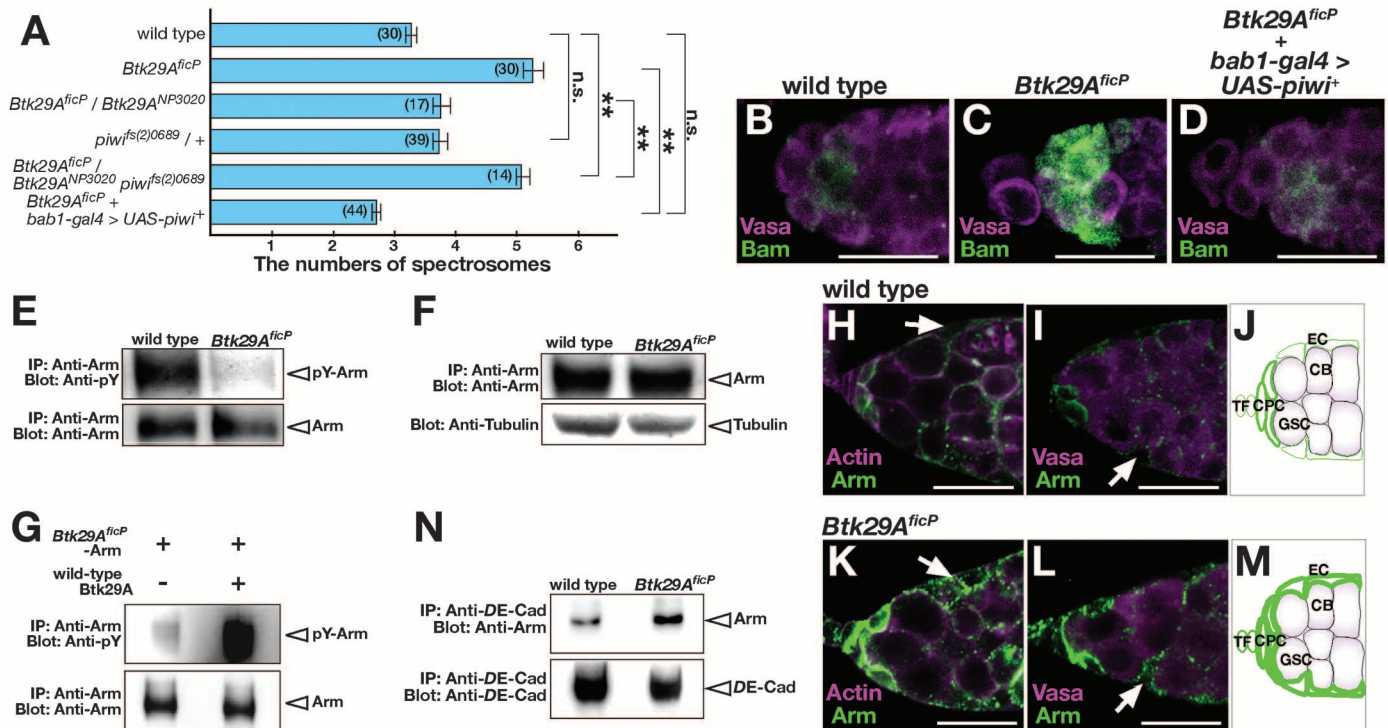 A
wild type
(30)
Btk29A^ficP
(30)
Btk29A^ficP / Btk29A^NP3020
(17)
piwi^fs(2)0689 / +
(39)
Btk29A^ficP /
Btk29A^NP3020 piwi^fs(2)0689
(14)
Btk29A^ficP +
bab1-gal4 > UAS-piwi^+
(44)
1 2 3 4 5 6
The numbers of spectrosomes
n.s.
**
**
**
n.s.
wild type
B
Vasa
Bam
Btk29A^ficP
C
Vasa
Bam
Btk29A^ficP
+
bab1-gal4 >
UAS-piwi^+
D
Vasa
Bam
E
wild type Btk29A^ficP
IP: Anti-Arm
Blot: Anti-pY
pY-Arm
IP: Anti-Arm
Blot: Anti-Arm
Arm
F
wild type Btk29A^ficP
IP: Anti-Arm
Blot: Anti-Arm
Arm
Blot: Anti-Tubulin
Tubulin
G
Btk29A^ficP
-Arm
+ +
wild-type
Btk29A
- +
IP: Anti-Arm
Blot: Anti-pY
pY-Arm
IP: Anti-Arm
Blot: Anti-Arm
Arm
N
wild type Btk29A^ficP
IP: Anti-DE-Cad
Blot: Anti-Arm
Arm
IP: Anti-DE-Cad
Blot: Anti-DE-Cad
DE-Cad
wild type
H
Actin
Arm
I
Vasa
Arm
J
EC
CB
TF CPC
GSC
Btk29A^ficP
K
Actin
Arm
L
Vasa
Arm
M
EC
CB
TF CPC
GSC